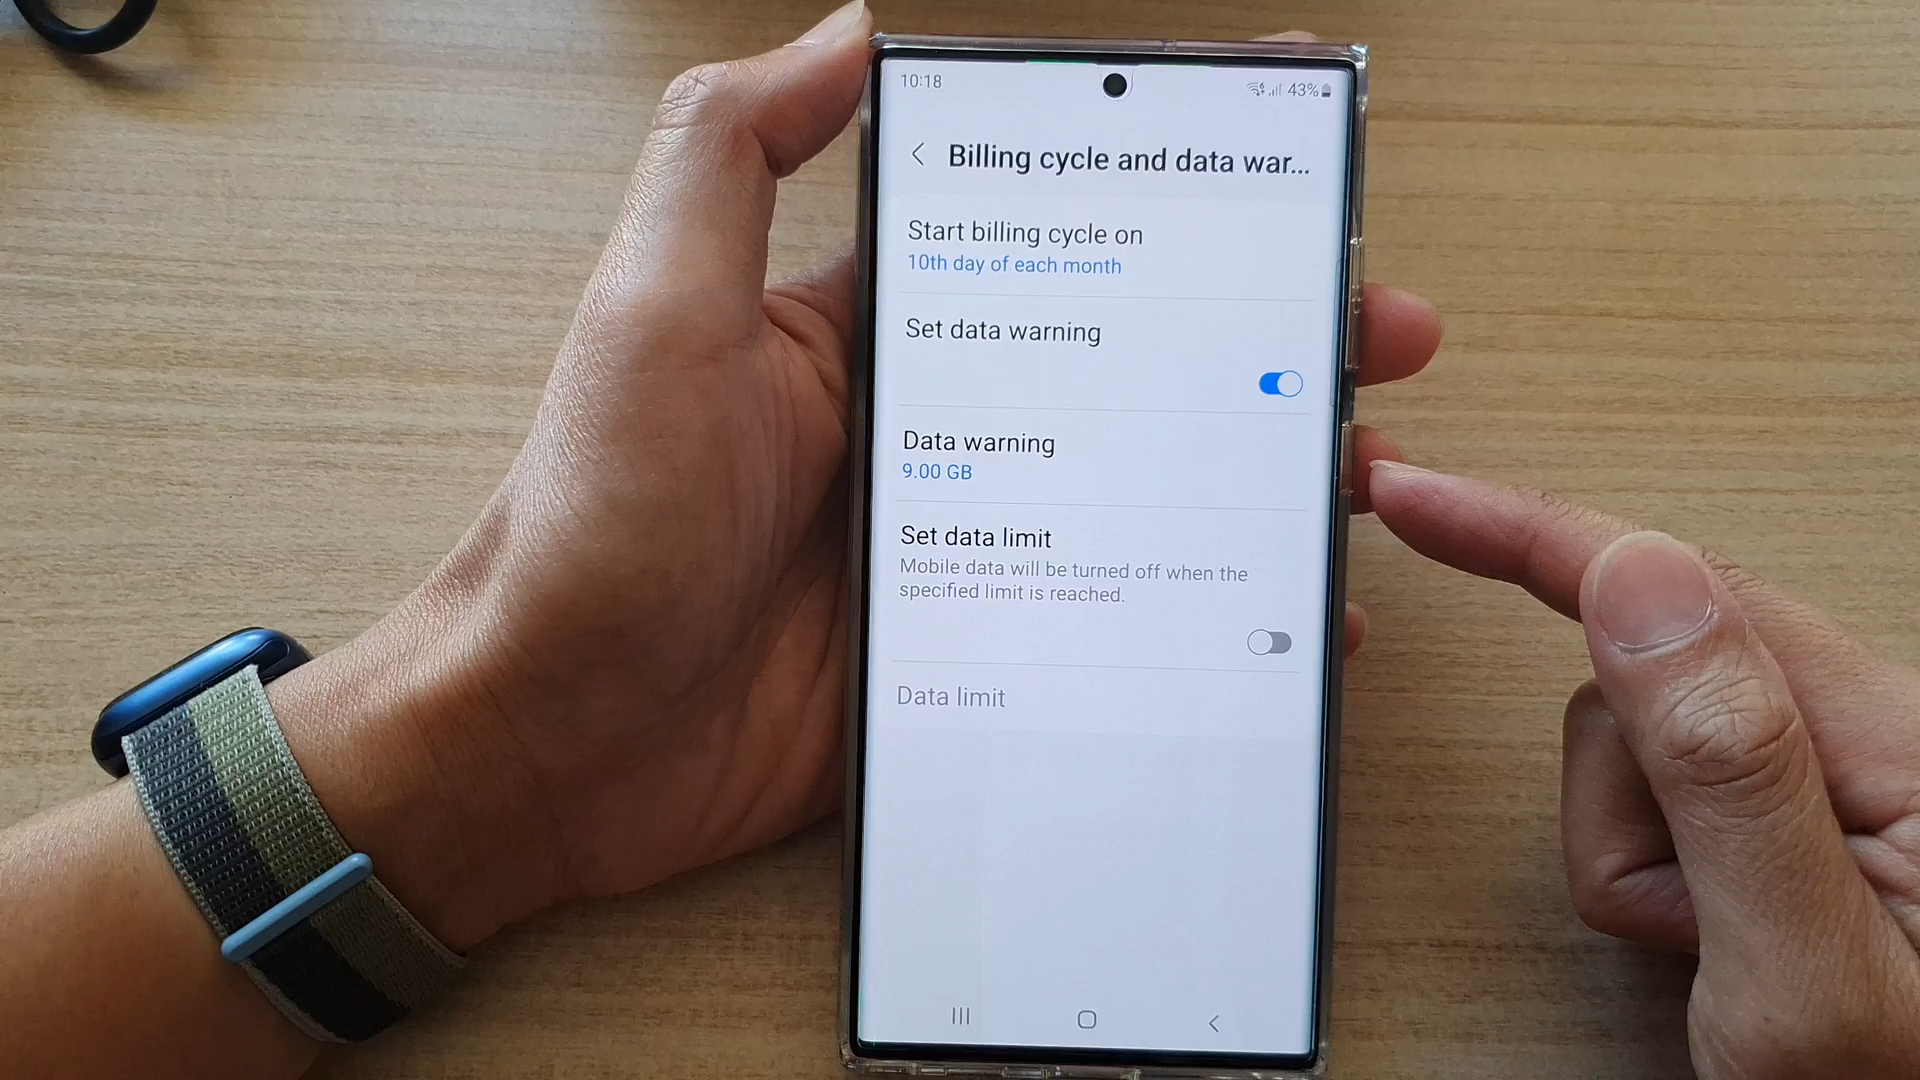 10:18
43%
Billing cycle and data war...
Start billing cycle on
10th day of each month
Set data warning
Data warning
9.00 GB
Set data limit
Mobile data will be turned off when the
specified limit is reached.
Data limit